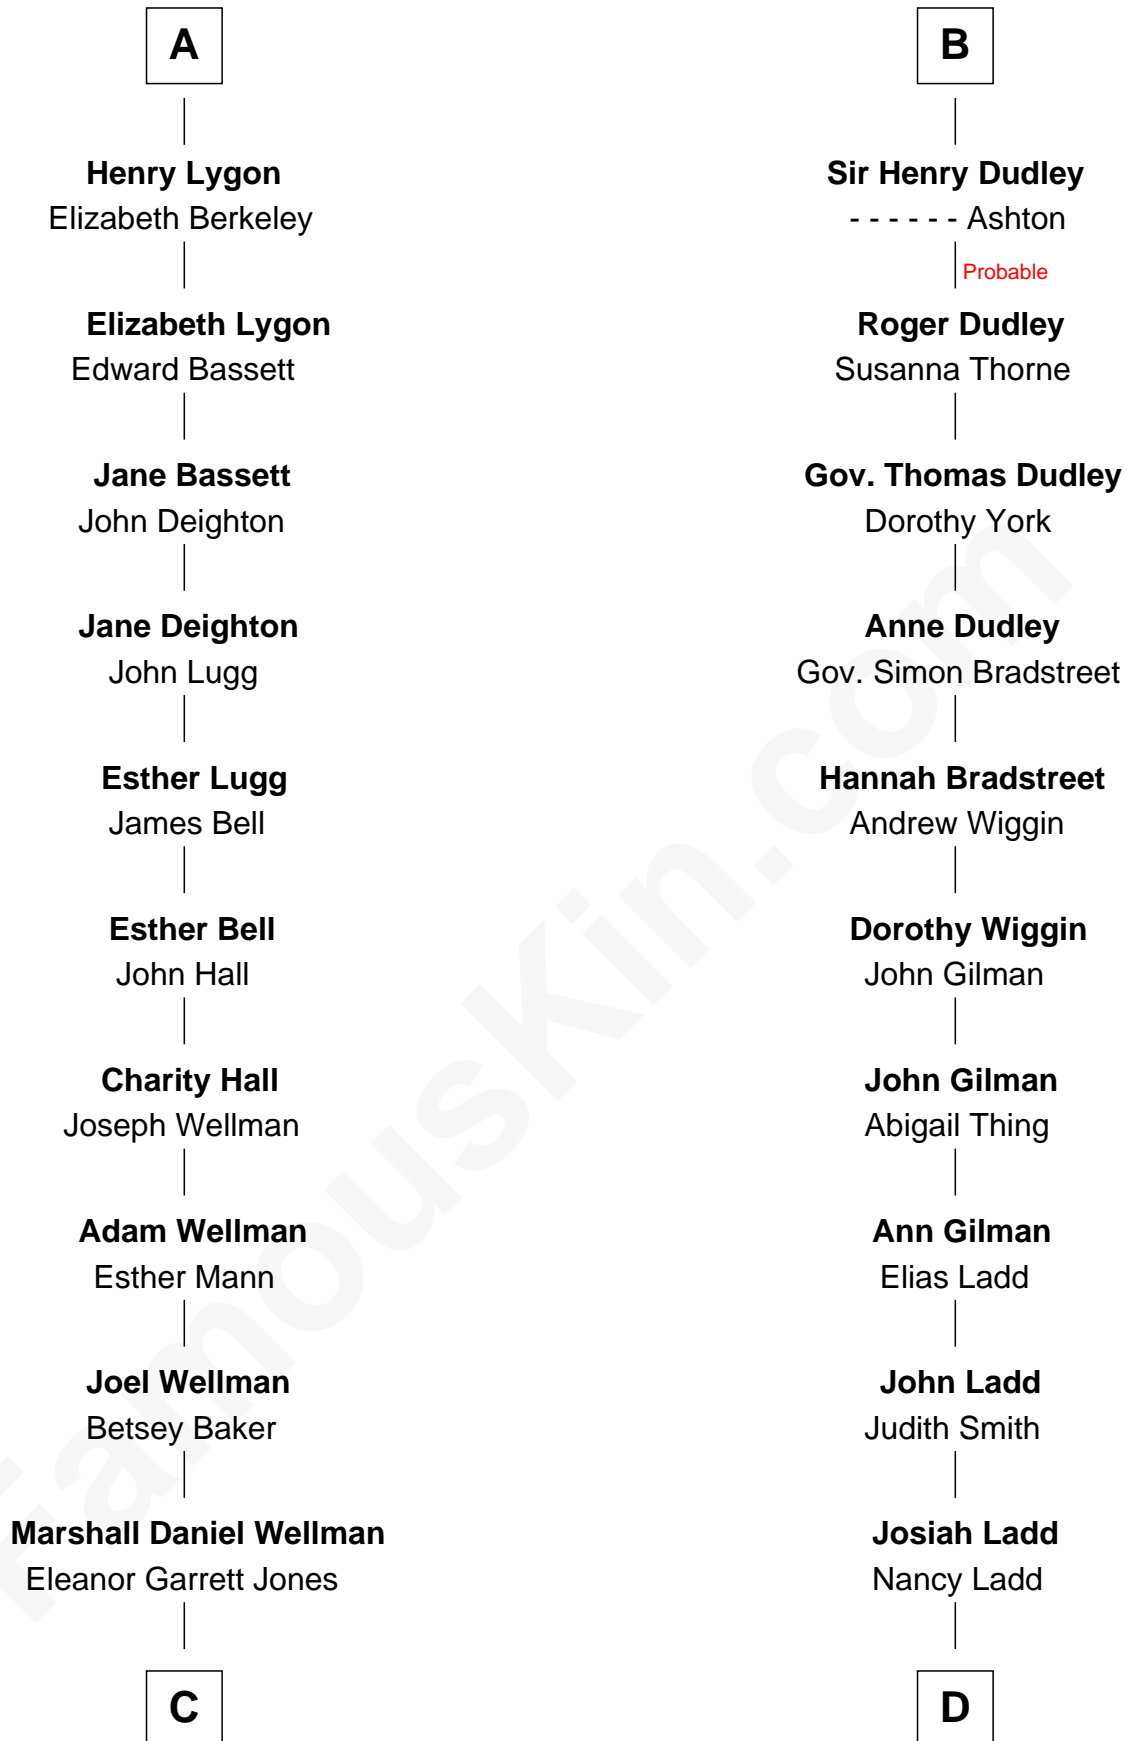 A
Henry Lygon
Elizabeth Berkeley
Elizabeth Lygon
Edward Bassett
Jane Bassett
John Deighton
Jane Deighton
John Lugg
Esther Lugg
James Bell
Esther Bell
John Hall
Charity Hall
Joseph Wellman
Adam Wellman
Esther Mann
Joel Wellman
Betsey Baker
Marshall Daniel Wellman
Eleanor Garrett Jones
C
B
Sir Henry Dudley
- - - - - - Ashton
Probable
Roger Dudley
Susanna Thorne
Gov. Thomas Dudley
Dorothy York
Anne Dudley
Gov. Simon Bradstreet
Hannah Bradstreet
Andrew Wiggin
Dorothy Wiggin
John Gilman
John Gilman
Abigail Thing
Ann Gilman
Elias Ladd
John Ladd
Judith Smith
Josiah Ladd
Nancy Ladd
D
FamousKin.com